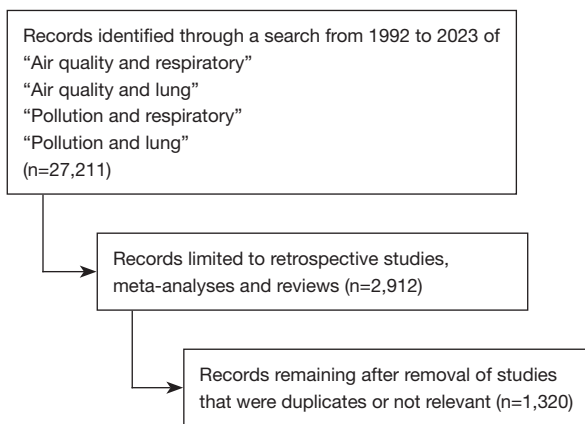 Records identified through a search from 1992 to 2023 of
“Air quality and respiratory”
“Air quality and lung”
“Pollution and respiratory”
“Pollution and lung”
(n=27,211)
Records limited to retrospective studies,
meta-analyses and reviews (n=2,912)
Records remaining after removal of studies
that were duplicates or not relevant (n=1,320)